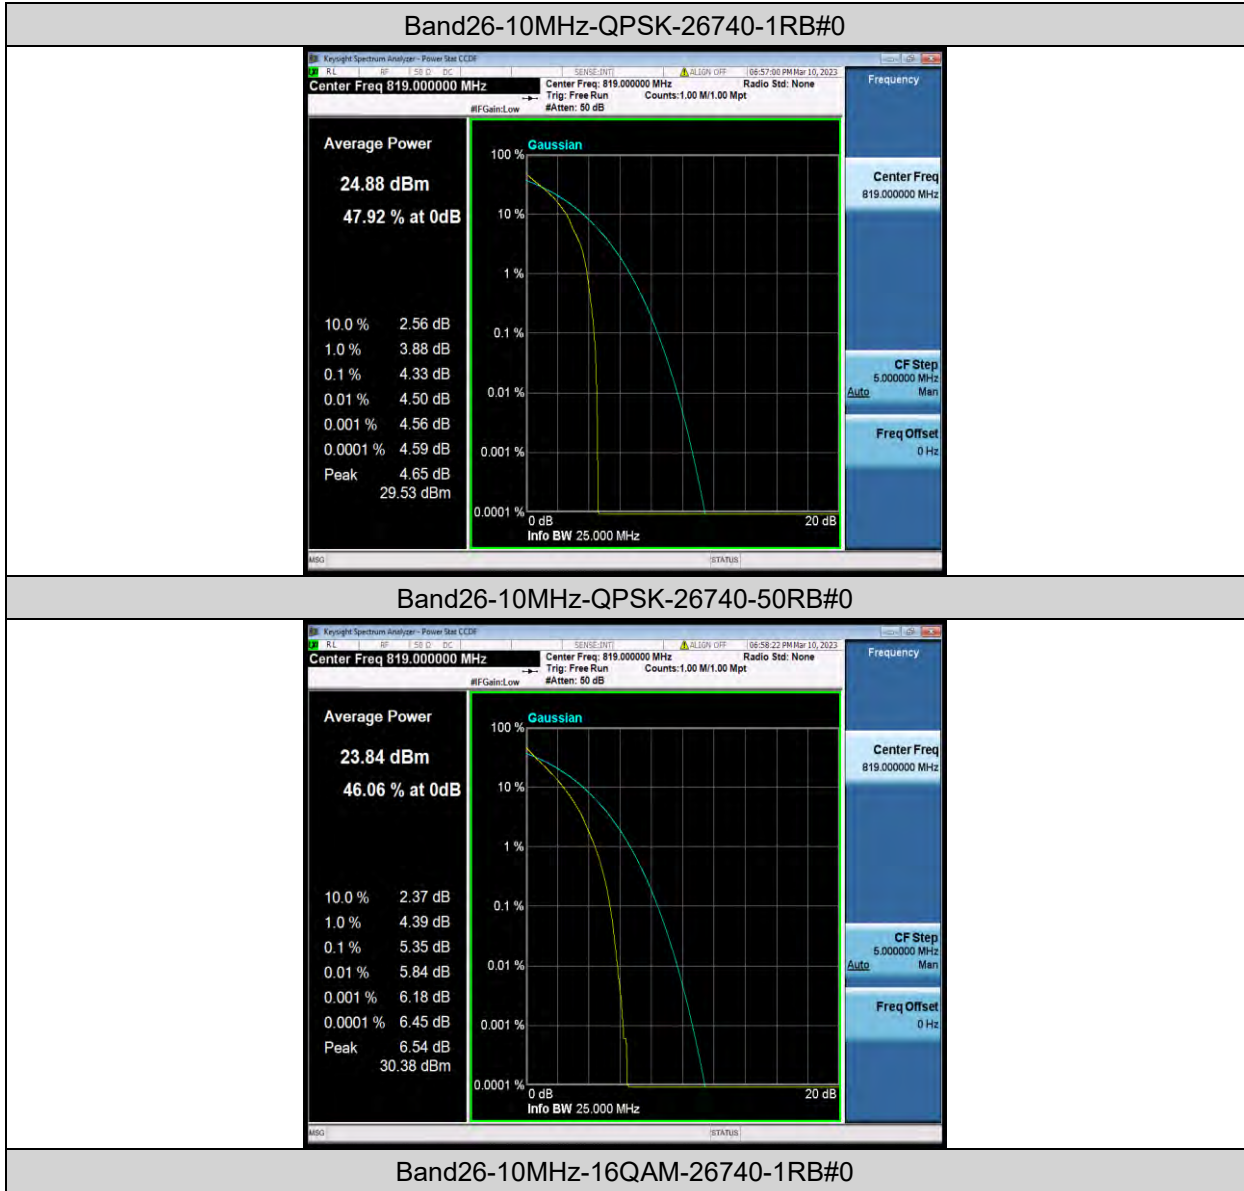 Band26-10MHz-QPSK-26740-1RB#0
Keysight Spectrum Analyzer - Power Stat CCDF
RL RF 50 Ω DC SENSE:INT ALIGN OFF 06:57:00 PM Mar 10, 2023
Center Freq 819.000000 MHz
Center Freq: 819.000000 MHz Radio Std: None
Trig: Free Run Counts:1.00 M/1.00 Mpt
#IFGain:Low #Atten: 50 dB
Frequency
Average Power
24.88 dBm
47.92 % at 0dB
10.0 % 2.56 dB
1.0 % 3.88 dB
0.1 % 4.33 dB
0.01 % 4.50 dB
0.001 % 4.56 dB
0.0001 % 4.59 dB
Peak 4.65 dB
29.53 dBm
Gaussian
100 %
10 %
1 %
0.1 %
0.01 %
0.001 %
0.0001 %
0 dB 20 dB
Info BW 25.000 MHz
Center Freq
819.000000 MHz
CF Step
5.000000 MHz
Auto Man
Freq Offset
0 Hz
MSG STATUS
Band26-10MHz-QPSK-26740-50RB#0
Keysight Spectrum Analyzer - Power Stat CCDF
RL RF 50 Ω DC SENSE:INT ALIGN OFF 06:58:22 PM Mar 10, 2023
Center Freq 819.000000 MHz
Center Freq: 819.000000 MHz Radio Std: None
Trig: Free Run Counts:1.00 M/1.00 Mpt
#IFGain:Low #Atten: 50 dB
Frequency
Average Power
23.84 dBm
46.06 % at 0dB
10.0 % 2.37 dB
1.0 % 4.39 dB
0.1 % 5.35 dB
0.01 % 5.84 dB
0.001 % 6.18 dB
0.0001 % 6.45 dB
Peak 6.54 dB
30.38 dBm
Gaussian
100 %
10 %
1 %
0.1 %
0.01 %
0.001 %
0.0001 %
0 dB 20 dB
Info BW 25.000 MHz
Center Freq
819.000000 MHz
CF Step
5.000000 MHz
Auto Man
Freq Offset
0 Hz
MSG STATUS
Band26-10MHz-16QAM-26740-1RB#0